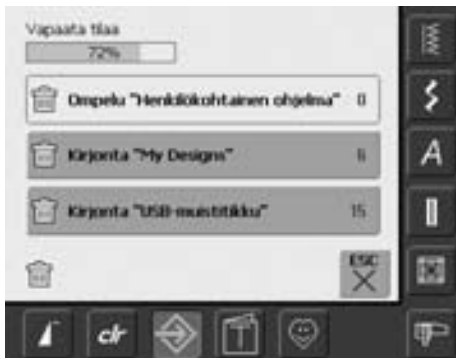 Vapaata tilaa
72%
Ompelu "Henkilökohtainen ohjelma" 0
Kirjonta "My Designs" 6
Kirjonta "USB-muistitikku" 15
ESC
A
clr